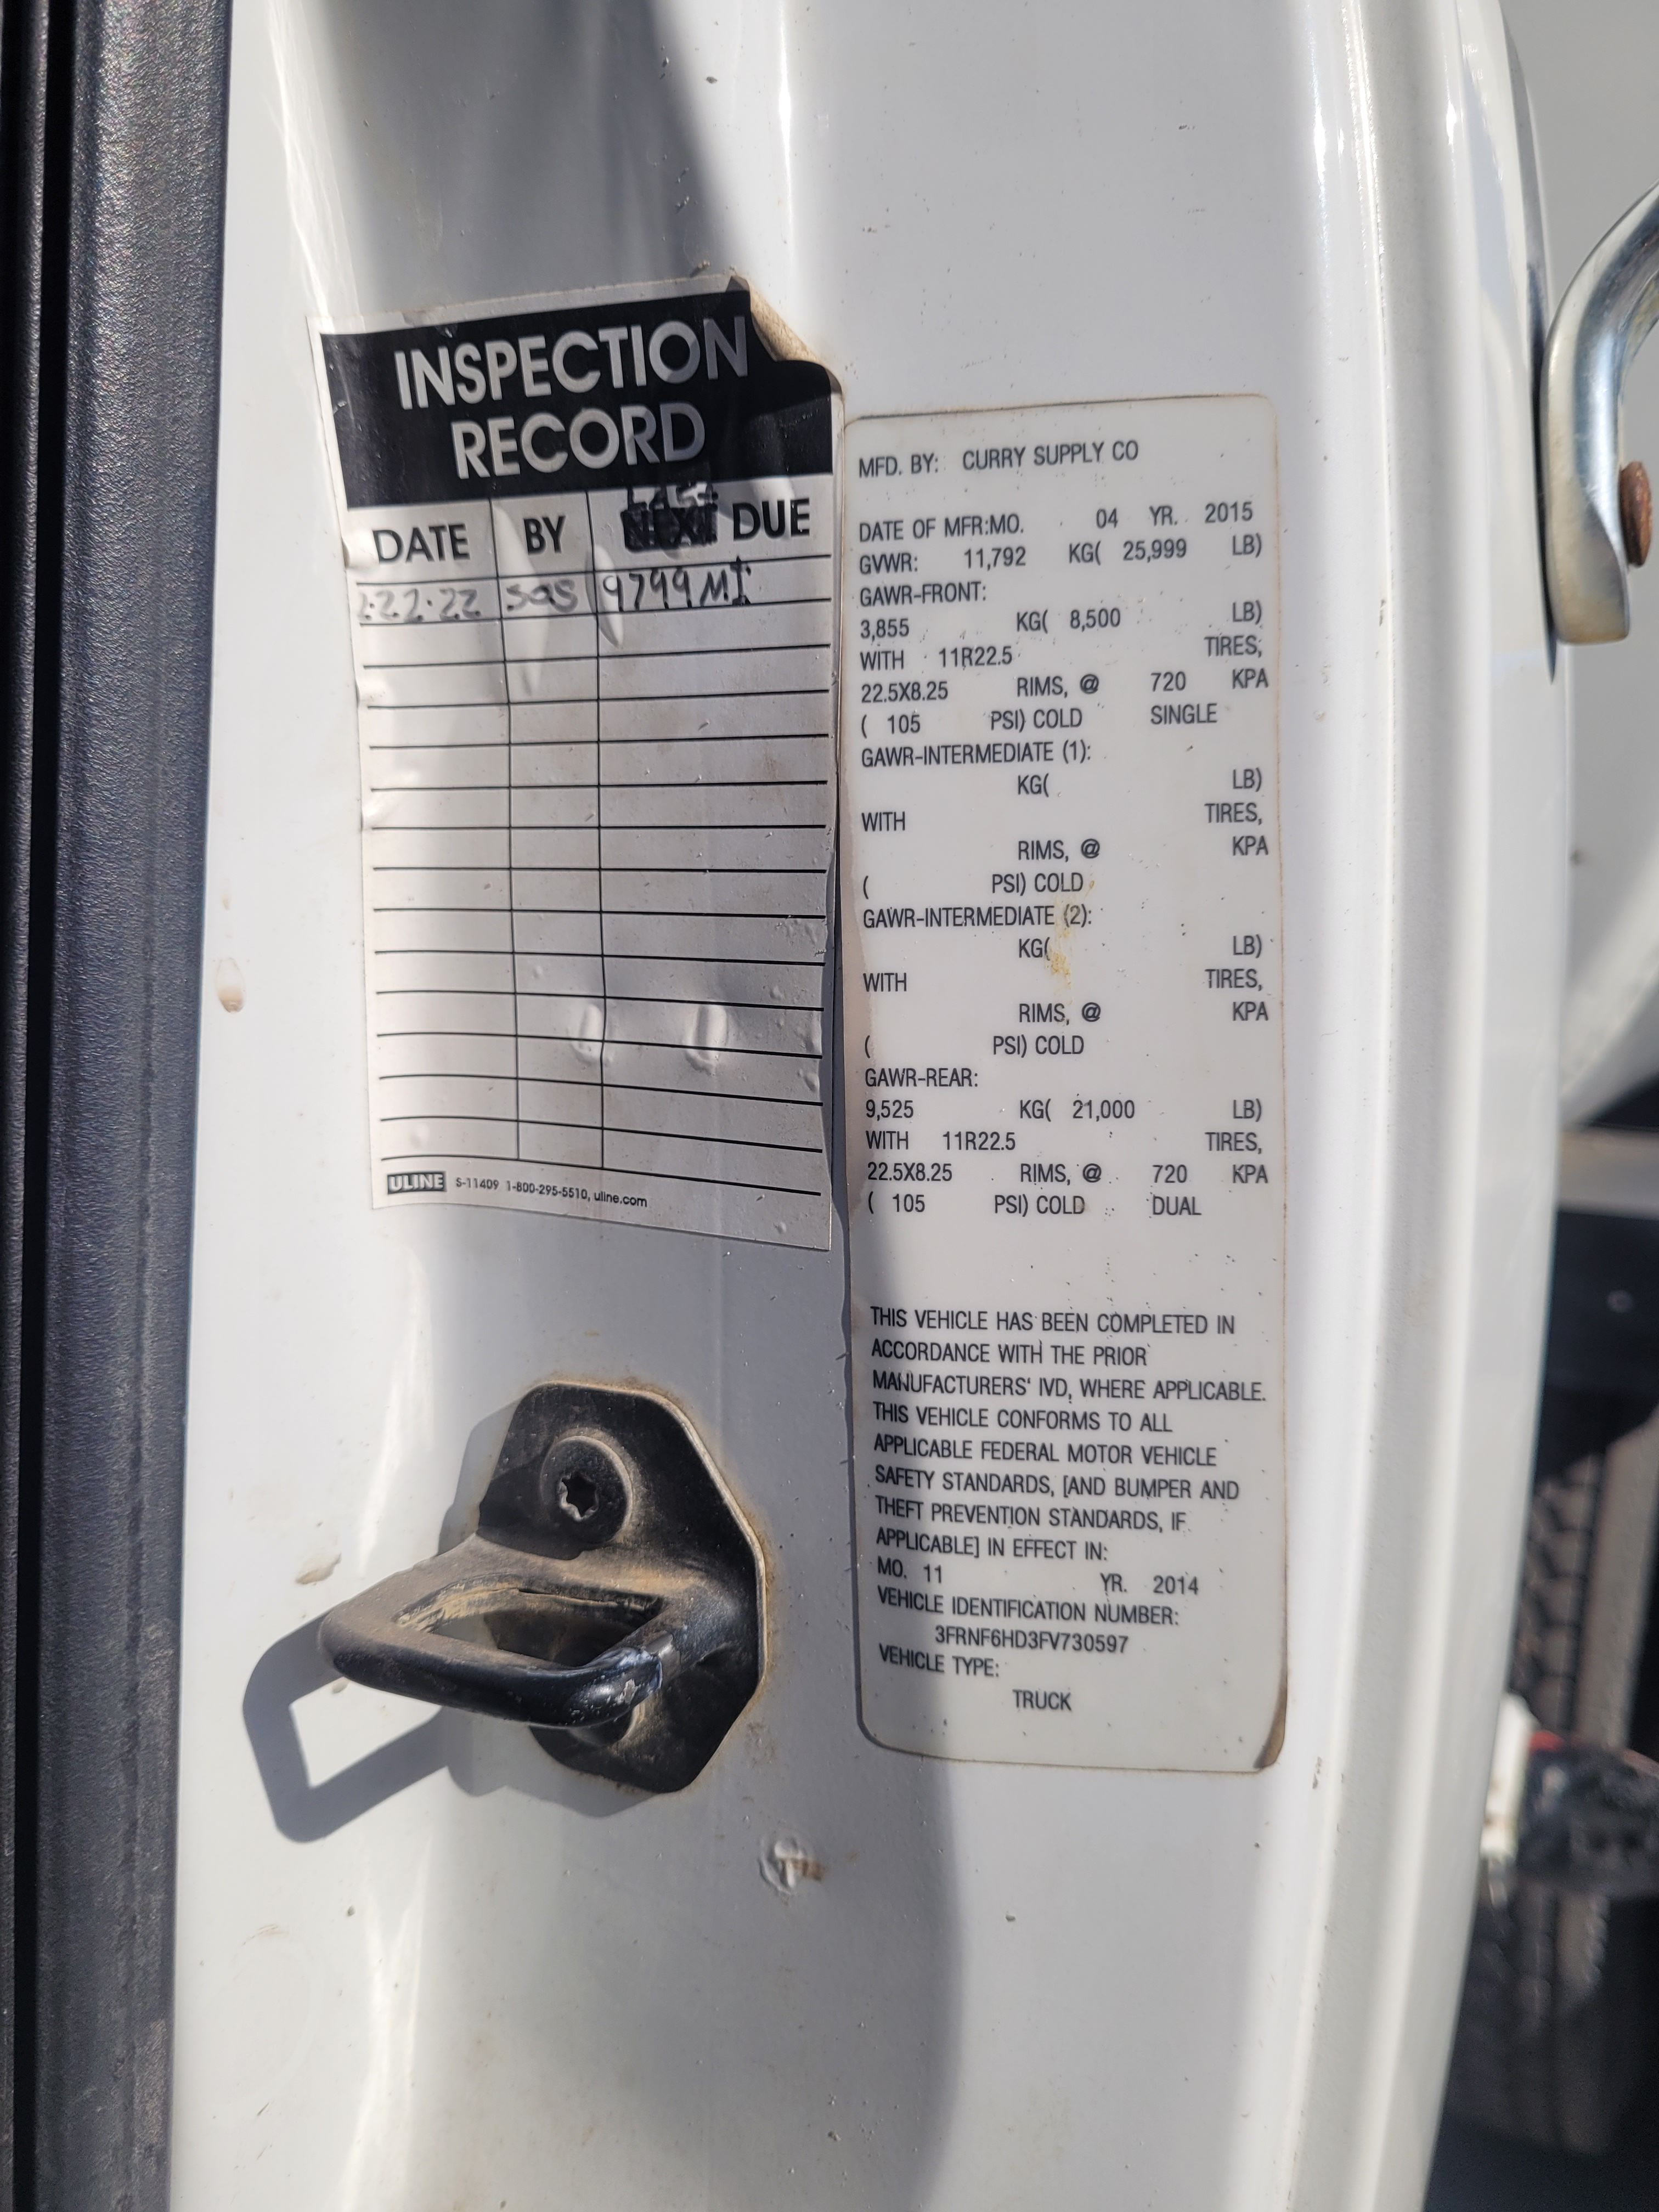 INSPECTION
RECORD
DATE BY DUE
2·22·22 SAS 9799 MI
ULINE S-11409 1-800-295-5510, uline.com
MFD. BY: CURRY SUPPLY CO
DATE OF MFR:MO. 04 YR. 2015
GVWR: 11,792 KG( 25,999 LB)
GAWR-FRONT:
3,855 KG( 8,500 LB)
WITH 11R22.5 TIRES,
22.5X8.25 RIMS, @ 720 KPA
( 105 PSI) COLD SINGLE
GAWR-INTERMEDIATE (1):
KG( LB)
WITH TIRES,
RIMS, @ KPA
( PSI) COLD
GAWR-INTERMEDIATE (2):
KG( LB)
WITH TIRES,
RIMS, @ KPA
( PSI) COLD
GAWR-REAR:
9,525 KG( 21,000 LB)
WITH 11R22.5 TIRES,
22.5X8.25 RIMS, @ 720 KPA
( 105 PSI) COLD DUAL
THIS VEHICLE HAS BEEN COMPLETED IN
ACCORDANCE WITH THE PRIOR
MANUFACTURERS' IVD, WHERE APPLICABLE.
THIS VEHICLE CONFORMS TO ALL
APPLICABLE FEDERAL MOTOR VEHICLE
SAFETY STANDARDS, [AND BUMPER AND
THEFT PREVENTION STANDARDS, IF
APPLICABLE] IN EFFECT IN:
MO. 11 YR. 2014
VEHICLE IDENTIFICATION NUMBER:
3FRNF6HD3FV730597
VEHICLE TYPE:
TRUCK